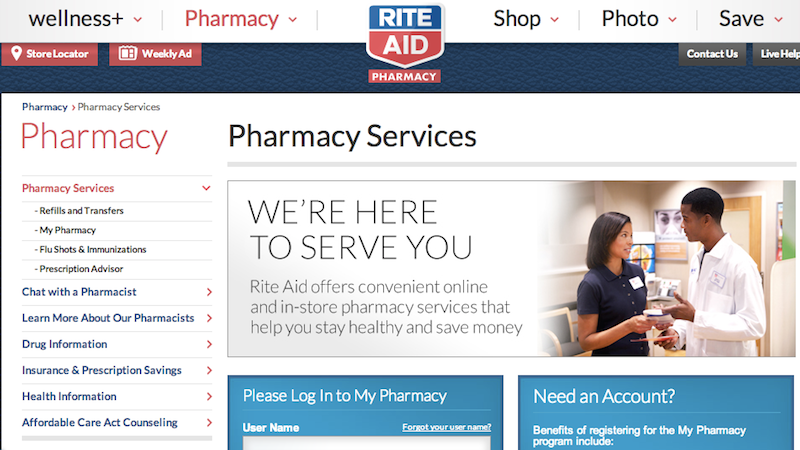 wellness+
Pharmacy
RITE
AID
PHARMACY
Shop
Photo
Save
Store Locator
Weekly Ad
Contact Us
Live Help
Pharmacy › Pharmacy Services
Pharmacy
Pharmacy Services
- Refills and Transfers
- My Pharmacy
- Flu Shots & Immunizations
- Prescription Advisor
Chat with a Pharmacist
Learn More About Our Pharmacists
Drug Information
Insurance & Prescription Savings
Health Information
Affordable Care Act Counseling
Pharmacy Services
WE'RE HERE
TO SERVE YOU
Rite Aid offers convenient online
and in-store pharmacy services that
help you stay healthy and save money
Please Log In to My Pharmacy
User Name
Forgot your user name?
Need an Account?
Benefits of registering for the My Pharmacy
program include: